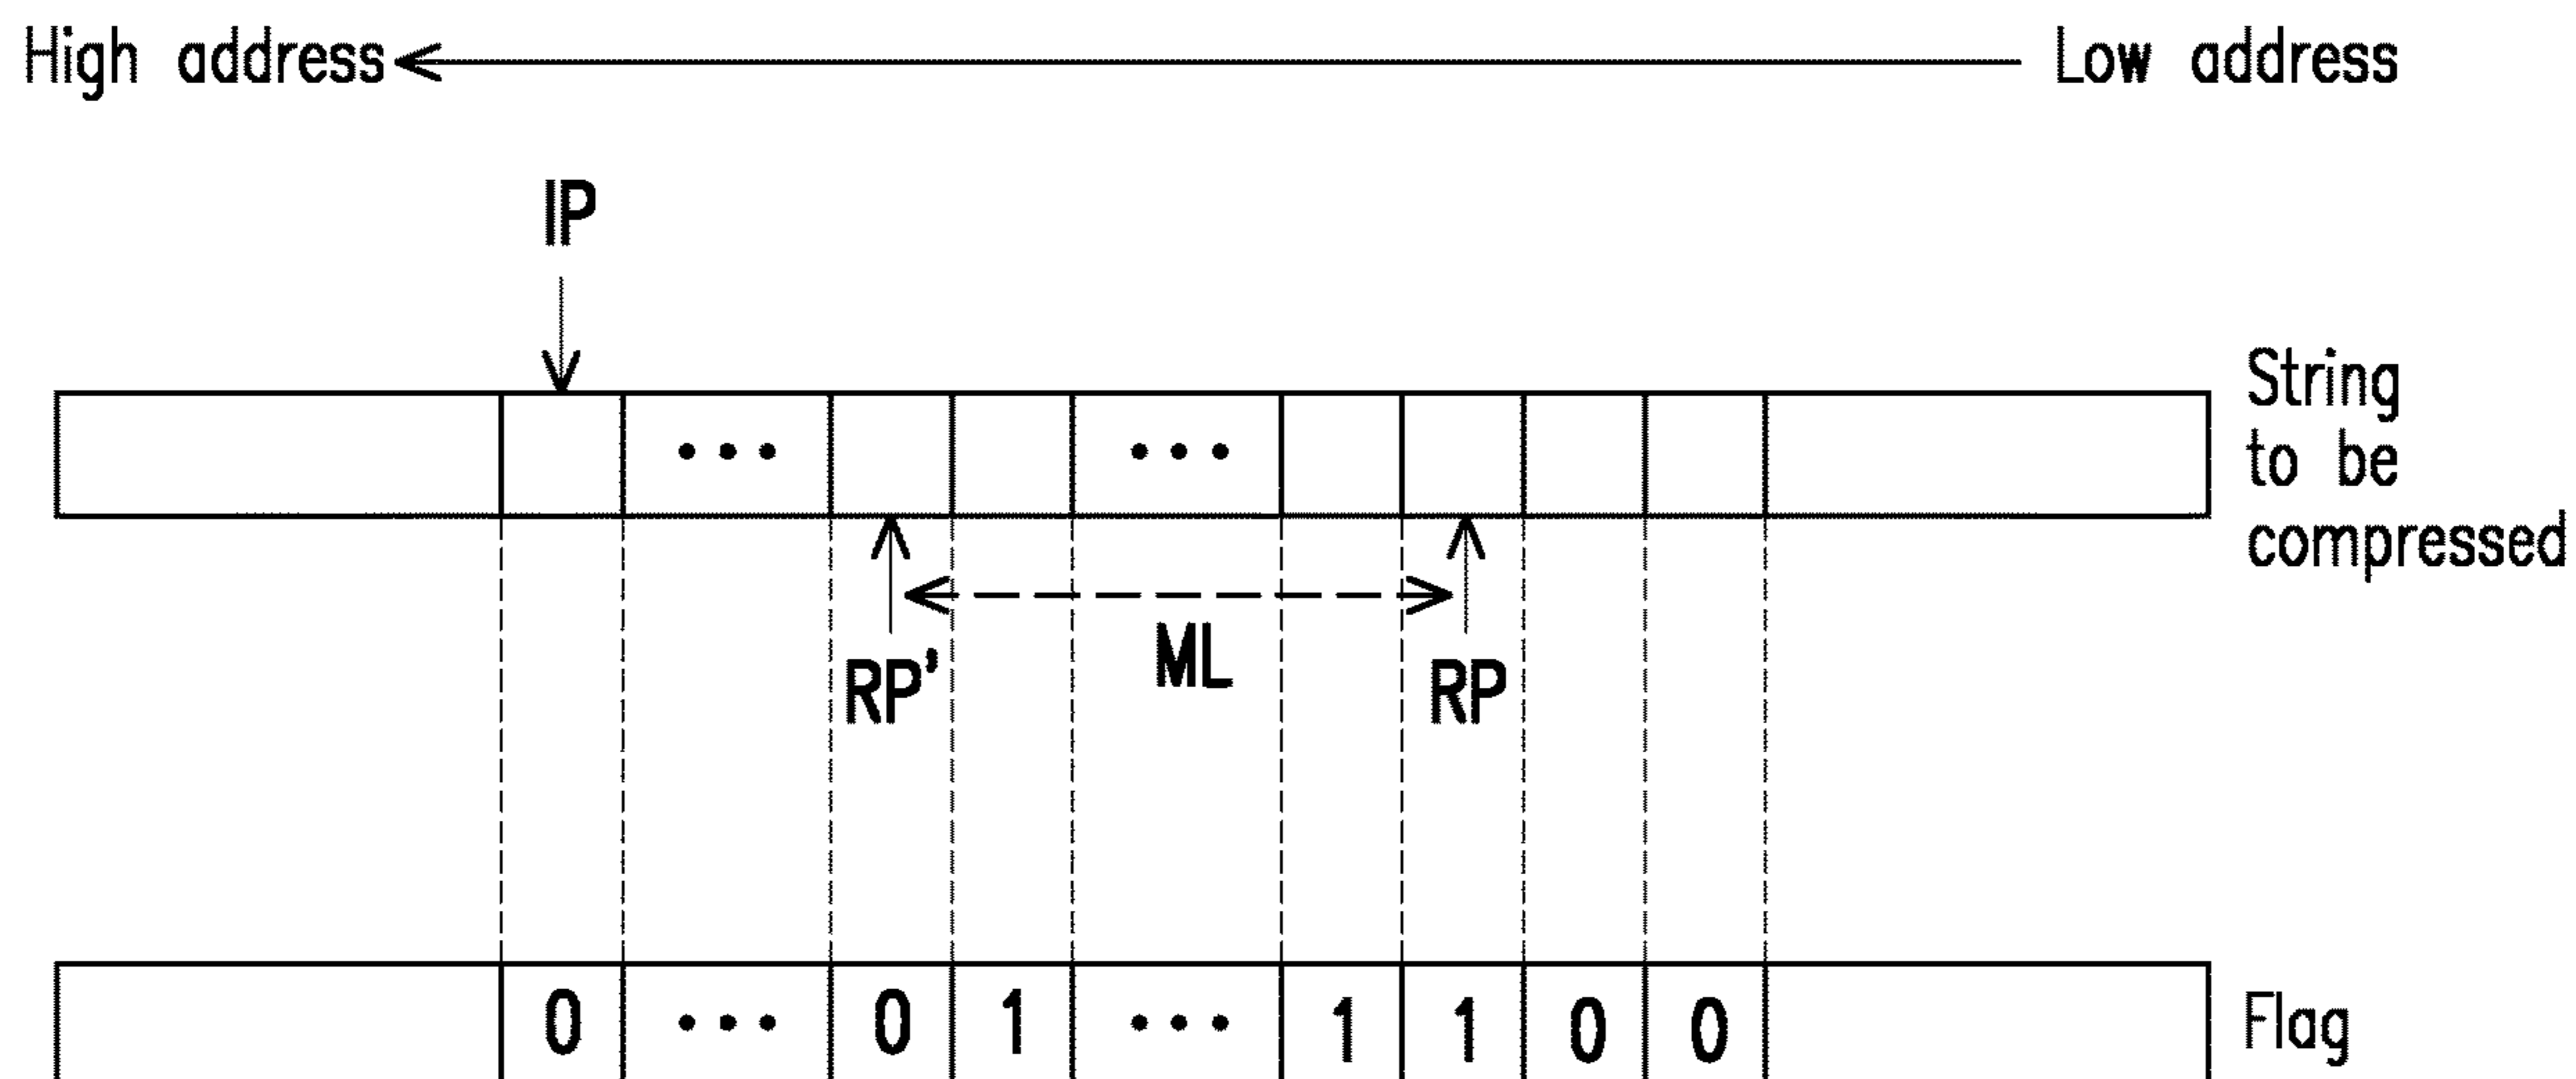 High address Low address
IP
String
to be
compressed
••• •••
ML
RP' RP
0 ••• 0 1 ••• 1 1 0 0 Flag